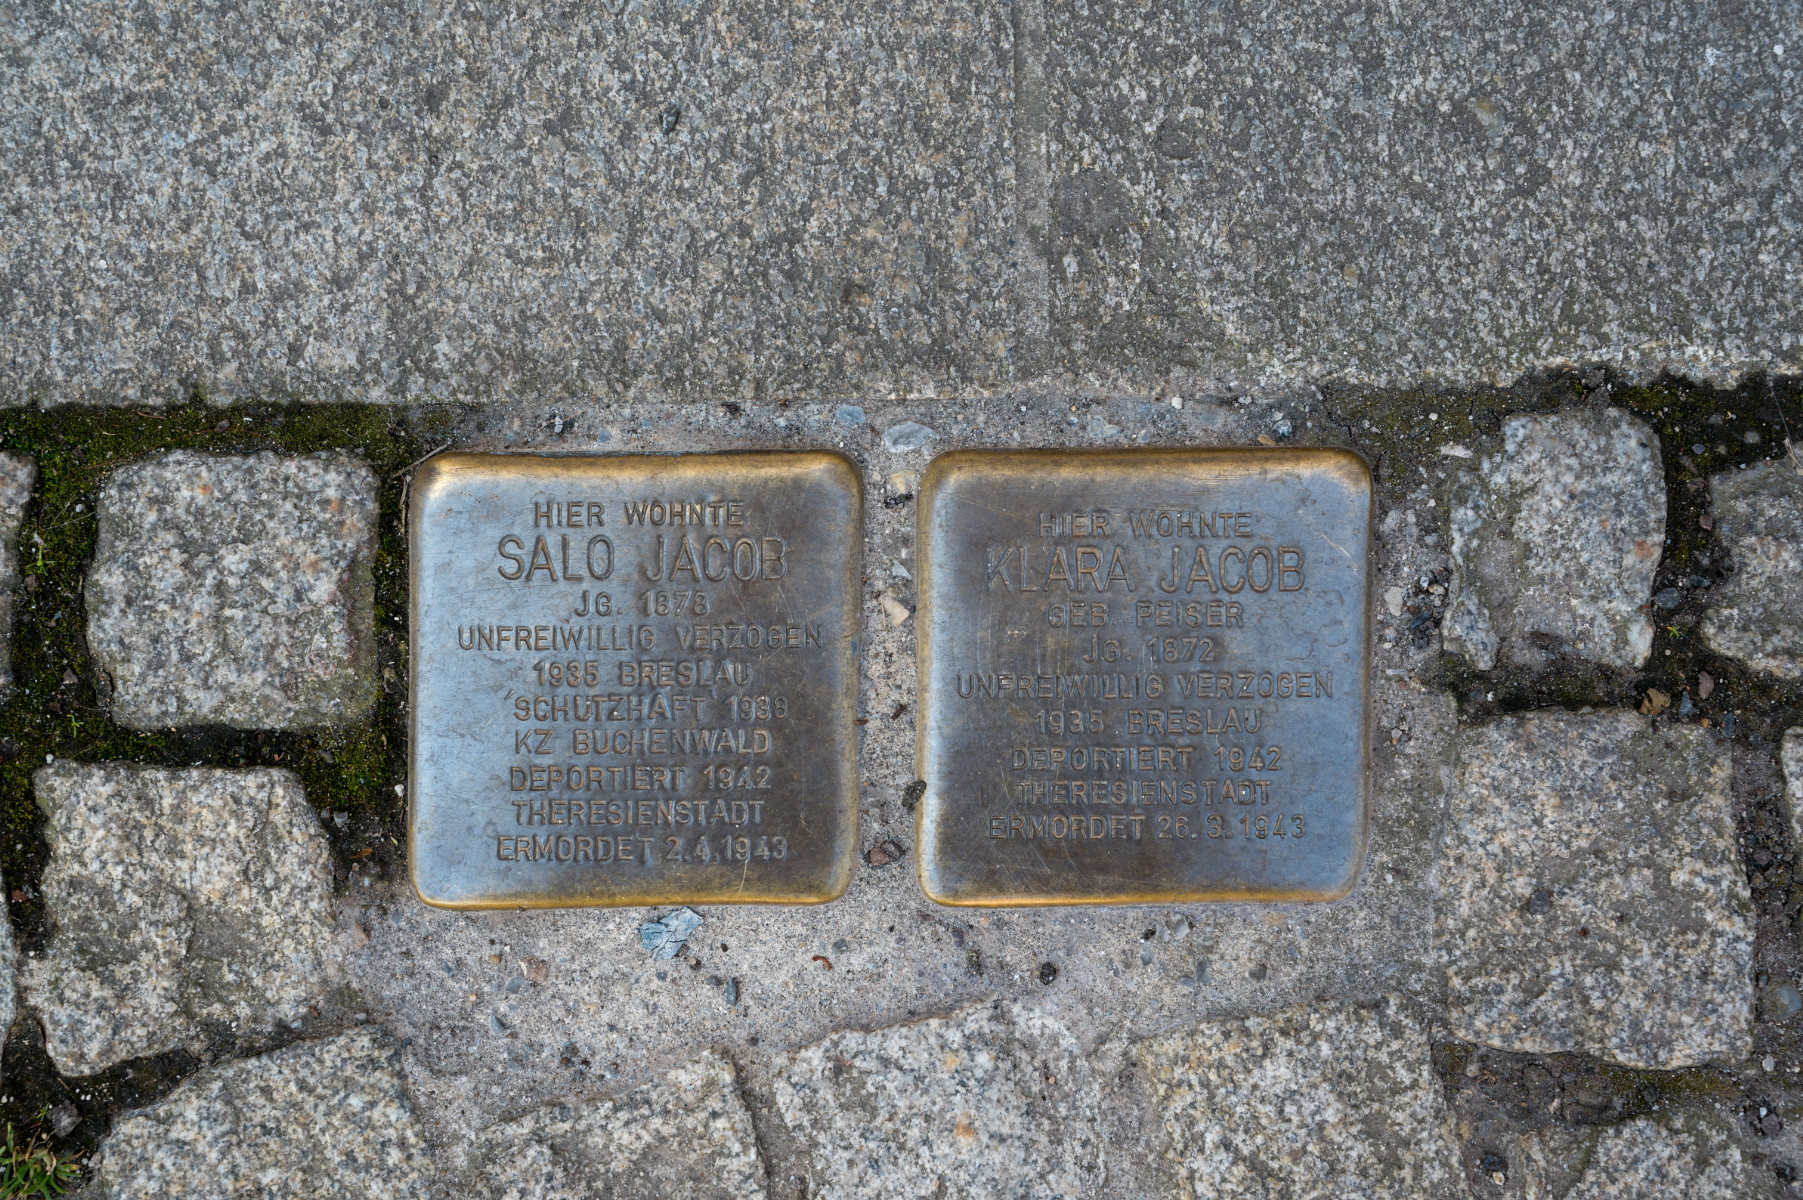 HIER WOHNTE
SALO JACOB
JG. 1878
UNFREIWILLIG VERZOGEN
1935 BRESLAU
'SCHUTZHAFT' 1938
KZ BUCHENWALD
DEPORTIERT 1942
THERESIENSTADT
ERMORDET 2.4.1943
HIER WOHNTE
KLARA JACOB
GEB. PEISER
JG. 1872
UNFREIWILLIG VERZOGEN
1935 BRESLAU
DEPORTIERT 1942
THERESIENSTADT
ERMORDET 26.3.1943